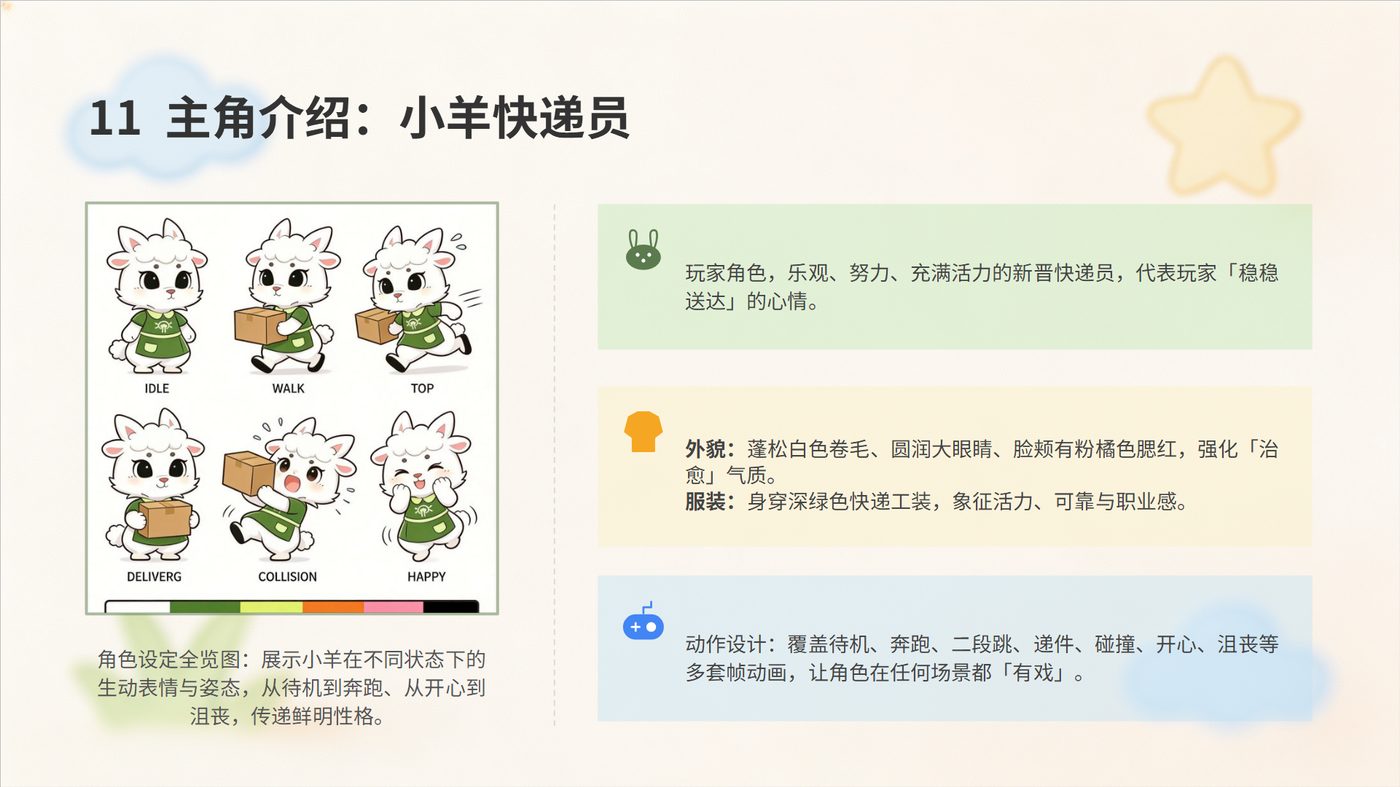 11 主角介绍：小羊快递员
IDLE
WALK
TOP
DELIVERG
COLLISION
HAPPY
角色设定全览图：展示小羊在不同状态下的
生动表情与姿态，从待机到奔跑、从开心到
沮丧，传递鲜明性格。
玩家角色，乐观、努力、充满活力的新晋快递员，代表玩家「稳稳
送达」的心情。
外貌：蓬松白色卷毛、圆润大眼睛、脸颊有粉橘色腮红，强化「治
愈」气质。
服装：身穿深绿色快递工装，象征活力、可靠与职业感。
动作设计：覆盖待机、奔跑、二段跳、递件、碰撞、开心、沮丧等
多套帧动画，让角色在任何场景都「有戏」。